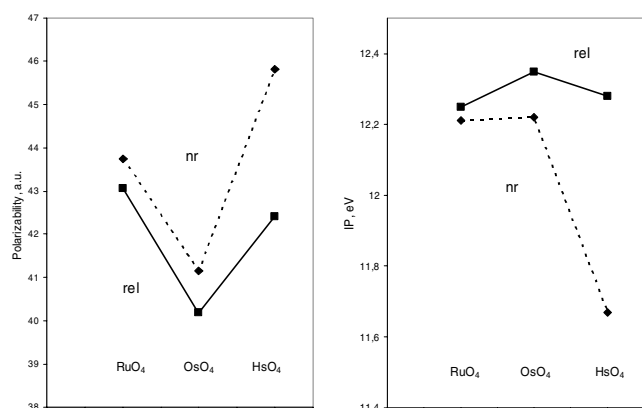 47
46
45
44
43
42
41
40
39
38
Polarizability, a.u.
nr
rel
RuO₄ OsO₄ HsO₄
12,4
12,2
12
11,8
11,6
11,4
IP, eV
rel
nr
RuO₄ OsO₄ HsO₄